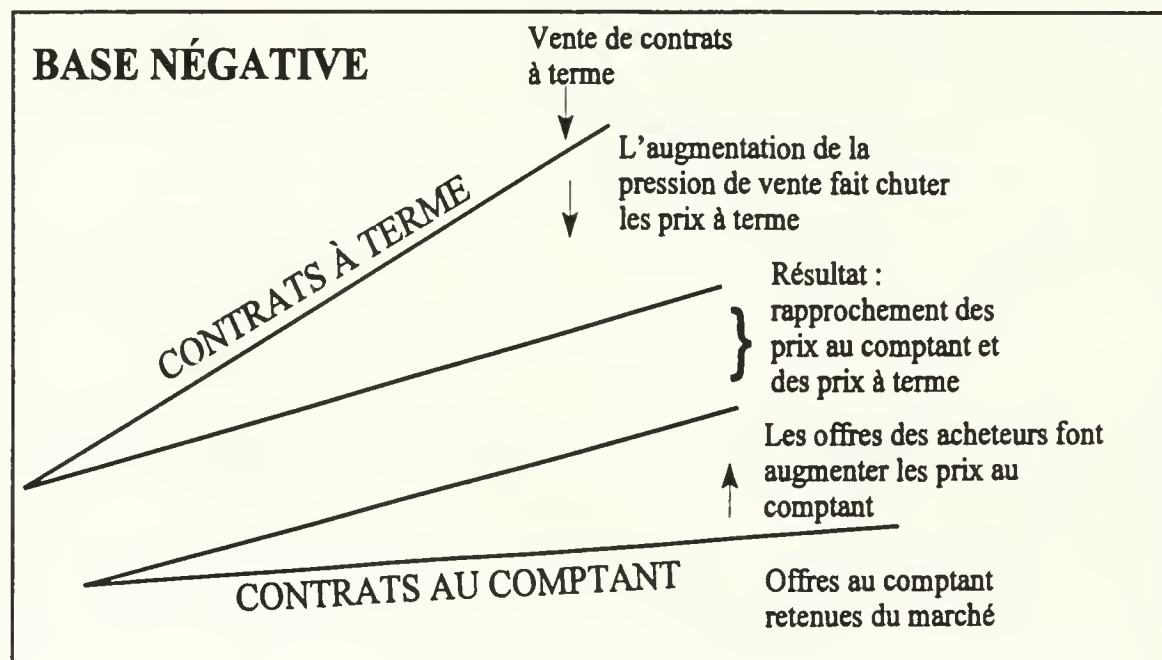 BASE NÉGATIVE
Vente de contrats
à terme
L'augmentation de la
pression de vente fait chuter
les prix à terme
CONTRATS À TERME
Résultat :
rapprochement des
prix au comptant et
des prix à terme
Les offres des acheteurs font
augmenter les prix au
comptant
CONTRATS AU COMPTANT
Offres au comptant
retenues du marché